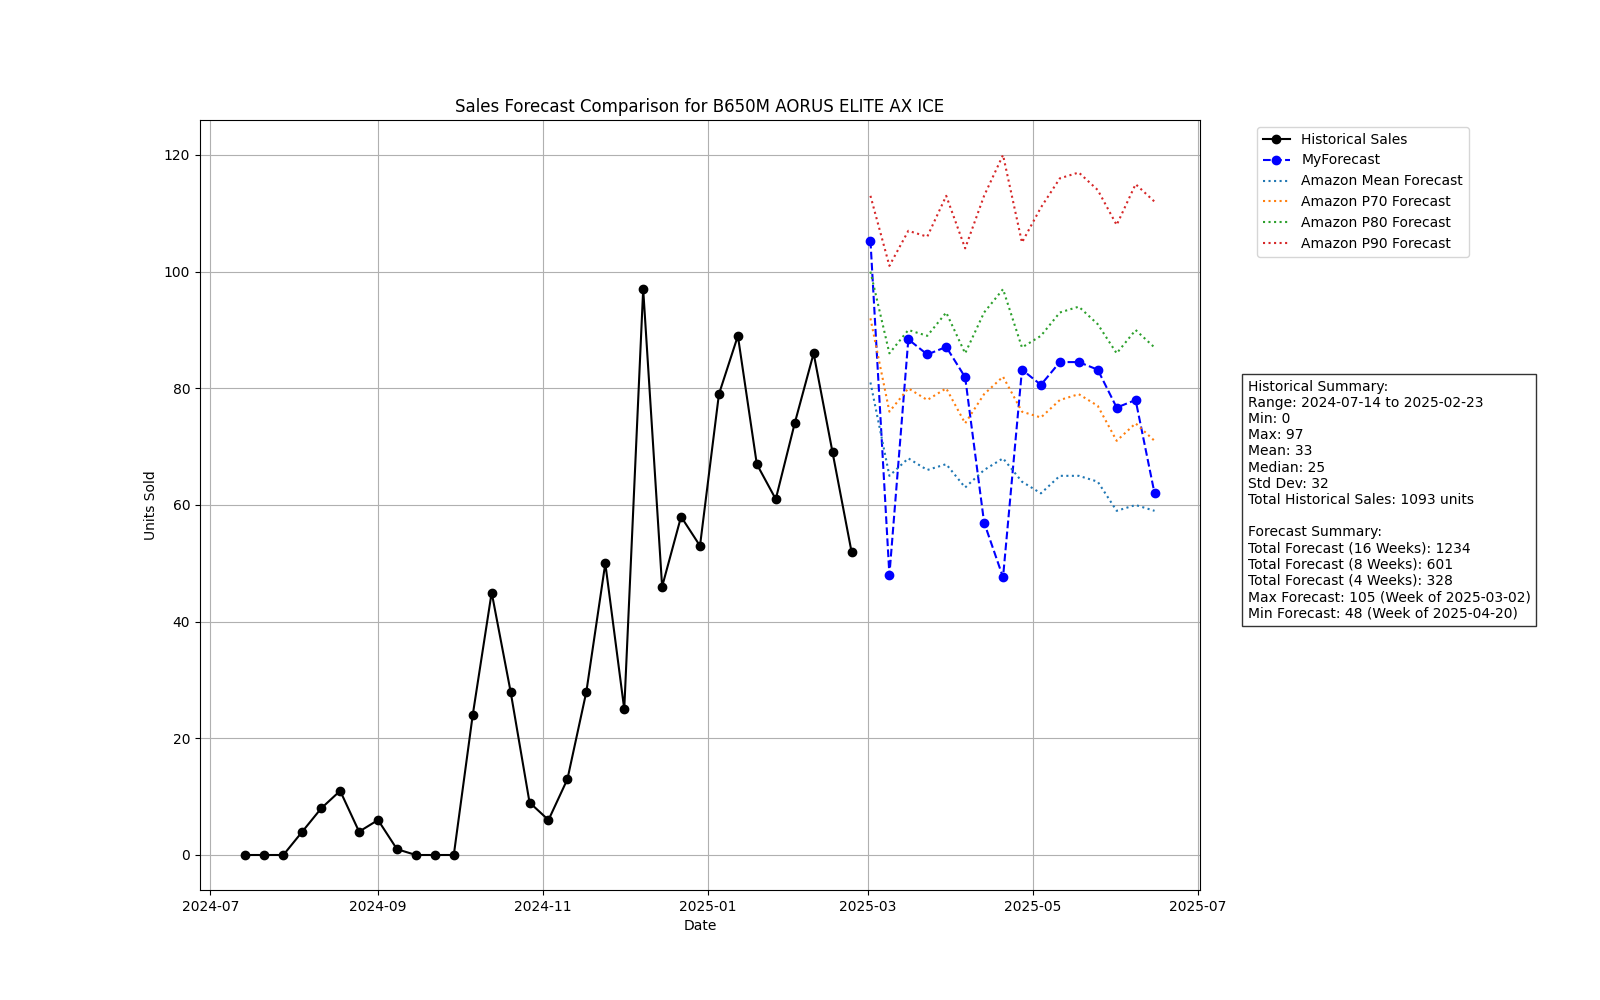 Sales Forecast Comparison for B650M AORUS ELITE AX ICE
Units Sold
120
100
80
60
40
20
0
2024-07
2024-09
2024-11
2025-01
2025-03
2025-05
2025-07
Date
Historical Sales
MyForecast
Amazon Mean Forecast
Amazon P70 Forecast
Amazon P80 Forecast
Amazon P90 Forecast
Historical Summary:
Range: 2024-07-14 to 2025-02-23
Min: 0
Max: 97
Mean: 33
Median: 25
Std Dev: 32
Total Historical Sales: 1093 units
Forecast Summary:
Total Forecast (16 Weeks): 1234
Total Forecast (8 Weeks): 601
Total Forecast (4 Weeks): 328
Max Forecast: 105 (Week of 2025-03-02)
Min Forecast: 48 (Week of 2025-04-20)